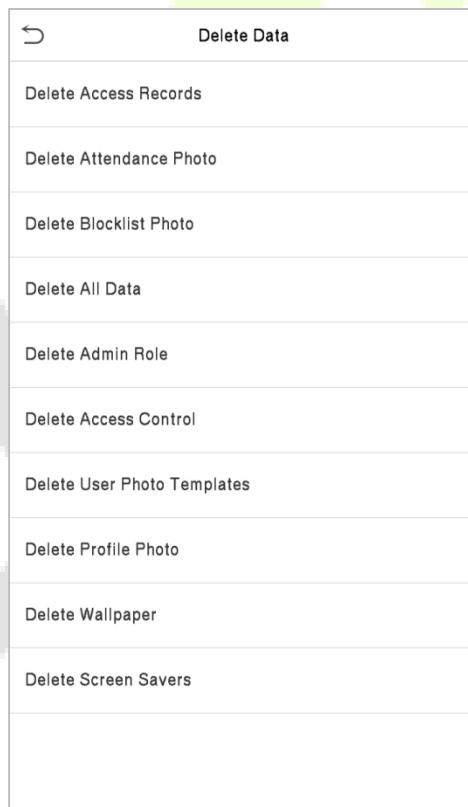 Delete Data
Delete Access Records
Delete Attendance Photo
Delete Blocklist Photo
Delete All Data
Delete Admin Role
Delete Access Control
Delete User Photo Templates
Delete Profile Photo
Delete Wallpaper
Delete Screen Savers